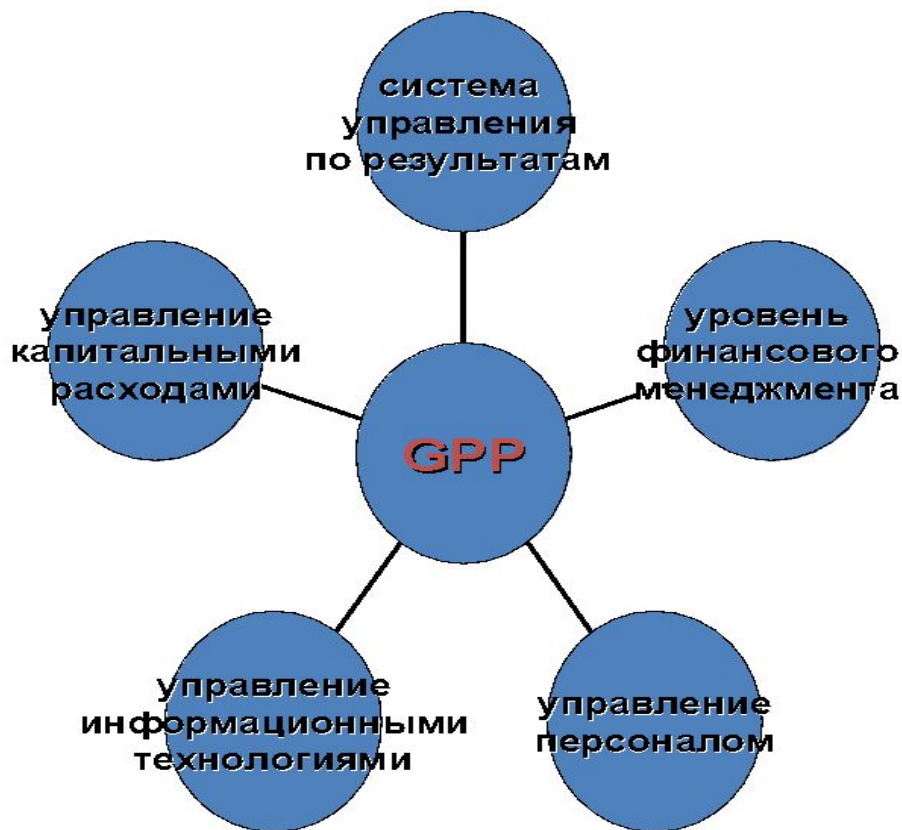 система
управления
по результатам
управление
капитальными
расходами
уровень
финансового
менеджмента
GPP
управление
информационными
технологиями
управление
персоналом